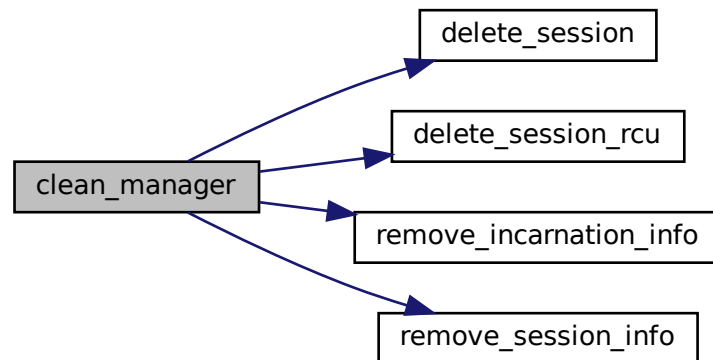 delete_session
delete_session_rcu
clean_manager
remove_incarnation_info
remove_session_info